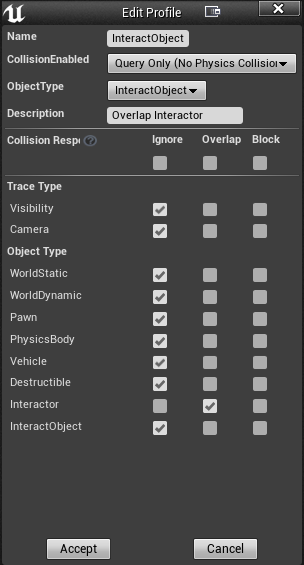 Edit Profile
Name
InteractObject
CollisionEnabled
Query Only (No Physics Collision
ObjectType
InteractObject
Description
Overlap Interactor
Collision Respo
Ignore
Overlap
Block
Trace Type
Visibility
Camera
Object Type
WorldStatic
WorldDynamic
Pawn
PhysicsBody
Vehicle
Destructible
Interactor
InteractObject
Accept
Cancel